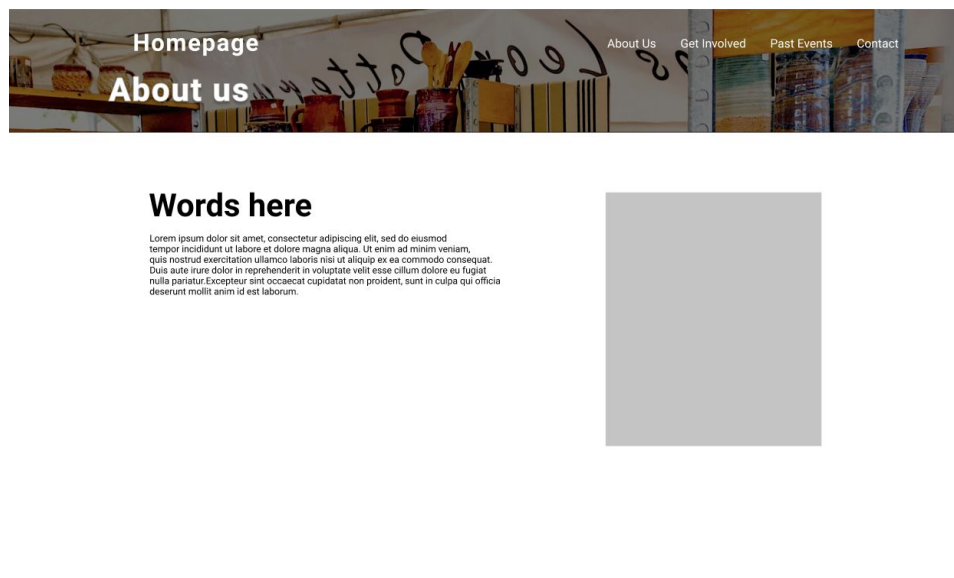 Homepage
About Us Get Involved Past Events Contact
About us
Words here
Lorem ipsum dolor sit amet, consectetur adipiscing elit, sed do eiusmod
tempor incididunt ut labore et dolore magna aliqua. Ut enim ad minim veniam,
quis nostrud exercitation ullamco laboris nisi ut aliquip ex ea commodo consequat.
Duis aute irure dolor in reprehenderit in voluptate velit esse cillum dolore eu fugiat
nulla pariatur.Excepteur sint occaecat cupidatat non proident, sunt in culpa qui officia
deserunt mollit anim id est laborum.